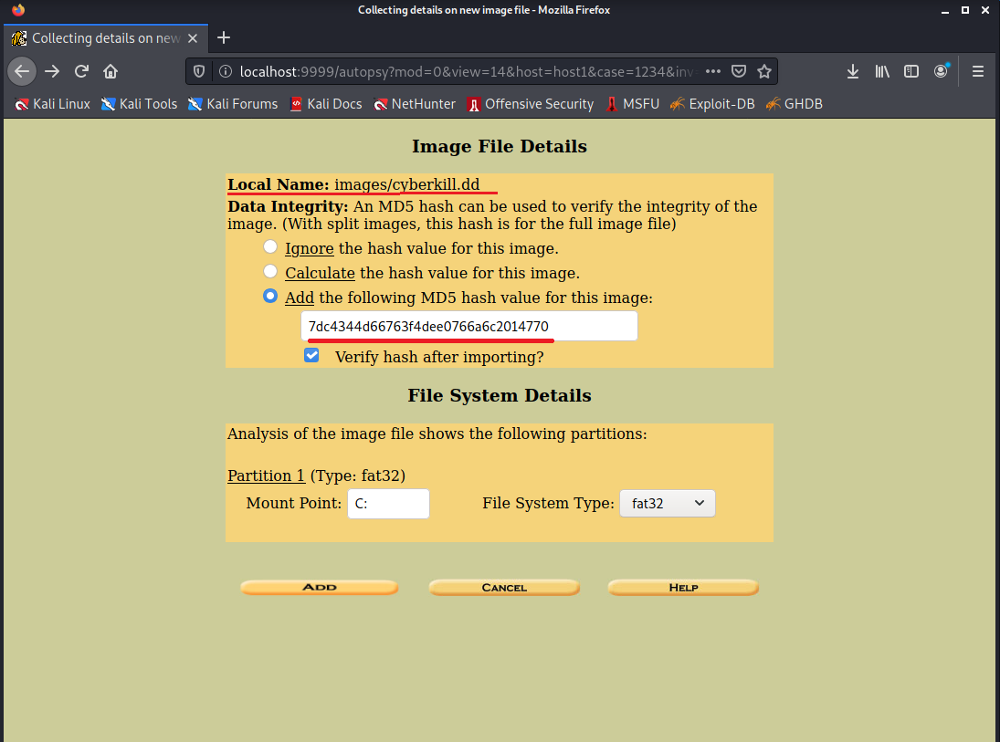 Collecting details on new image file - Mozilla Firefox
Collecting details on new
localhost:9999/autopsy?mod=0&view=14&host=host1&case=1234&inv
Kali Linux Kali Tools Kali Forums Kali Docs NetHunter Offensive Security MSFU Exploit-DB GHDB
Image File Details
Local Name: images/cyberkill.dd
Data Integrity: An MD5 hash can be used to verify the integrity of the
image. (With split images, this hash is for the full image file)
Ignore the hash value for this image.
Calculate the hash value for this image.
Add the following MD5 hash value for this image:
7dc4344d66763f4dee0766a6c2014770
Verify hash after importing?
File System Details
Analysis of the image file shows the following partitions:
Partition 1 (Type: fat32)
Mount Point: C: File System Type: fat32
ADD CANCEL HELP